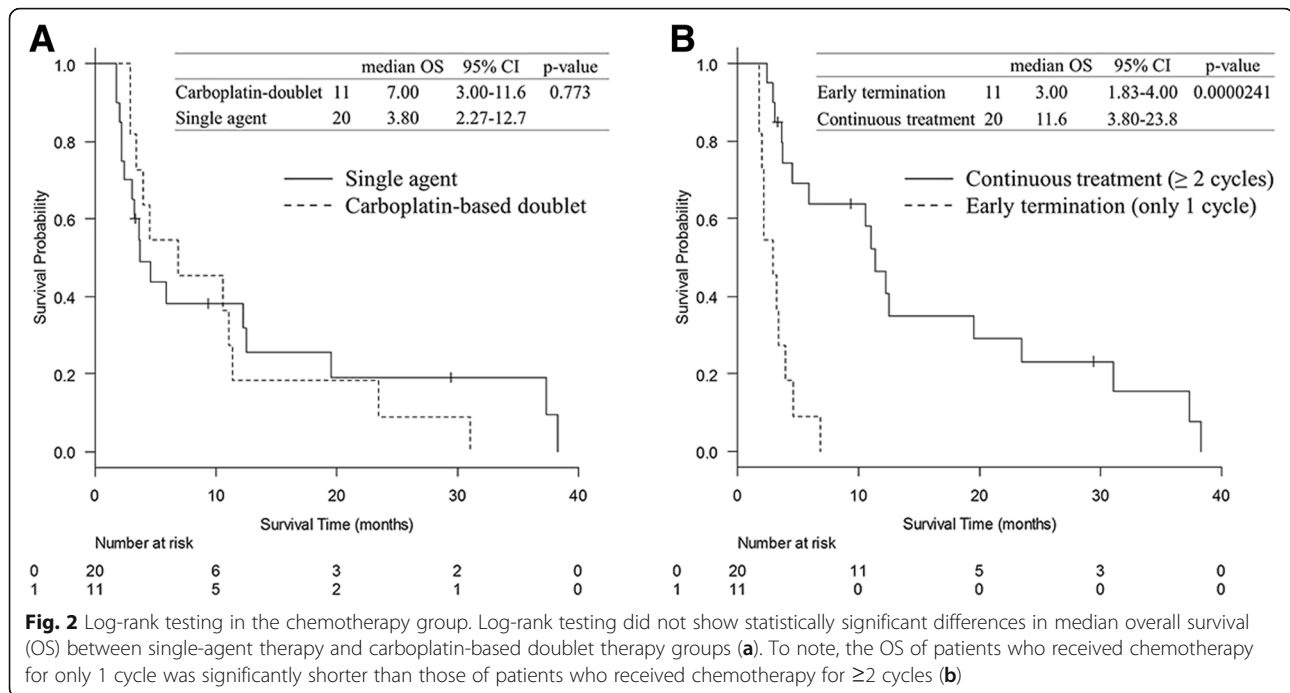 A
median OS 95% CI p-value
Carboplatin-doublet 11 7.00 3.00-11.6 0.773
Single agent 20 3.80 2.27-12.7
Single agent
Carboplatin-based doublet
Survival Probability
1.0
0.8
0.6
0.4
0.2
0.0
0 10 20 30 40
Survival Time (months)
Number at risk
0 20 6 3 2 0
1 11 5 2 1 0
B
median OS 95% CI p-value
Early termination 11 3.00 1.83-4.00 0.0000241
Continuous treatment 20 11.6 3.80-23.8
Continuous treatment (≥ 2 cycles)
Early termination (only 1 cycle)
Survival Probability
1.0
0.8
0.6
0.4
0.2
0.0
0 10 20 30 40
Survival Time (months)
Number at risk
0 20 11 5 3 0
1 11 0 0 0 0
Fig. 2 Log-rank testing in the chemotherapy group. Log-rank testing did not show statistically significant differences in median overall survival
(OS) between single-agent therapy and carboplatin-based doublet therapy groups (a). To note, the OS of patients who received chemotherapy
for only 1 cycle was significantly shorter than those of patients who received chemotherapy for ≥2 cycles (b)